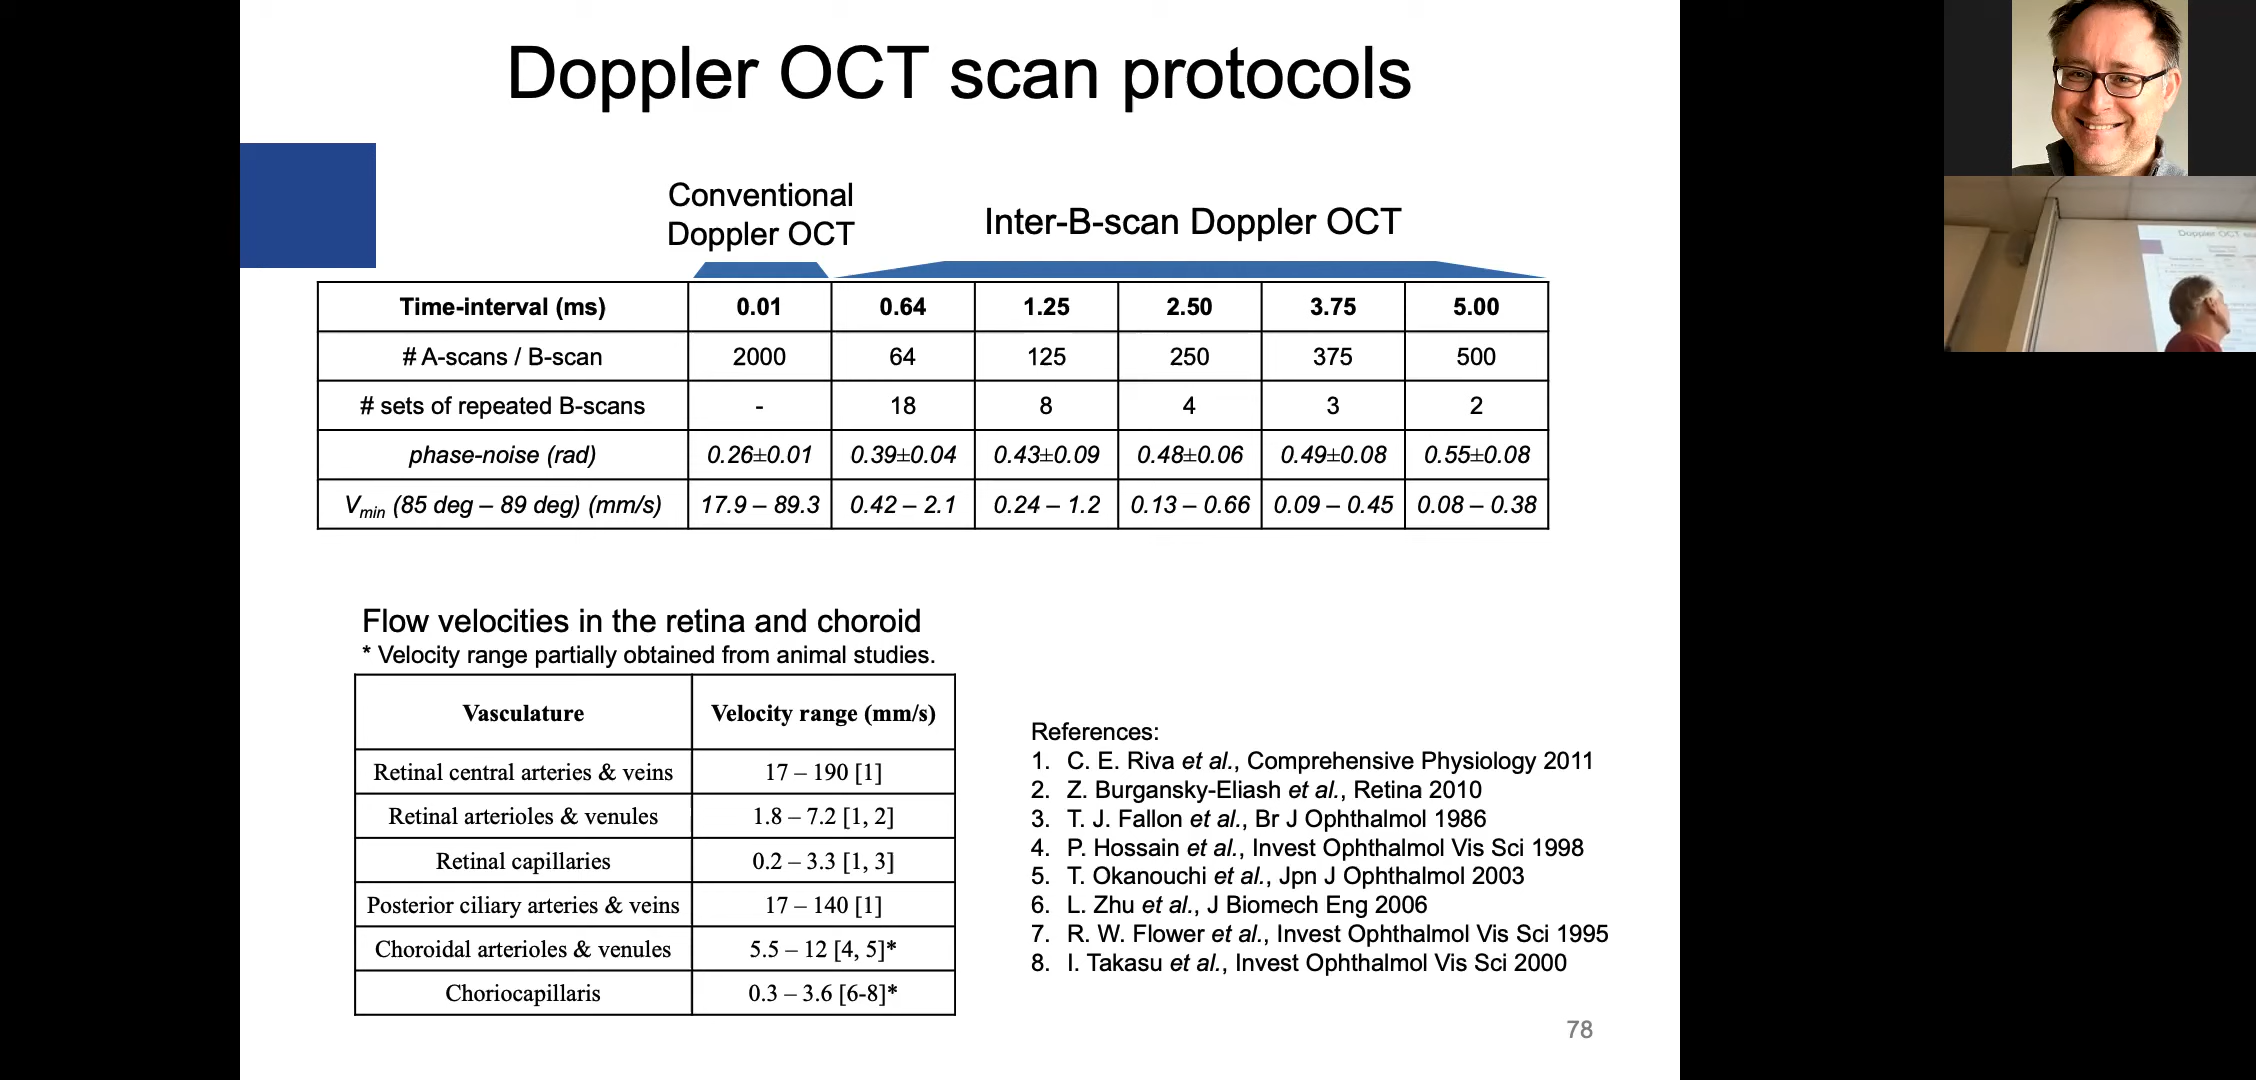 Doppler OCT scan protocols
Conventional
Doppler OCT
Inter-B-scan Doppler OCT
Time-interval (ms) 0.01 0.64 1.25 2.50 3.75 5.00
# A-scans / B-scan 2000 64 125 250 375 500
# sets of repeated B-scans - 18 8 4 3 2
phase-noise (rad) 0.26±0.01 0.39±0.04 0.43±0.09 0.48±0.06 0.49±0.08 0.55±0.08
Vmin (85 deg – 89 deg) (mm/s) 17.9 – 89.3 0.42 – 2.1 0.24 – 1.2 0.13 – 0.66 0.09 – 0.45 0.08 – 0.38
Flow velocities in the retina and choroid
* Velocity range partially obtained from animal studies.
Vasculature Velocity range (mm/s)
Retinal central arteries & veins 17 – 190 [1]
Retinal arterioles & venules 1.8 – 7.2 [1, 2]
Retinal capillaries 0.2 – 3.3 [1, 3]
Posterior ciliary arteries & veins 17 – 140 [1]
Choroidal arterioles & venules 5.5 – 12 [4, 5]*
Choriocapillaris 0.3 – 3.6 [6-8]*
References:
1. C. E. Riva et al., Comprehensive Physiology 2011
2. Z. Burgansky-Eliash et al., Retina 2010
3. T. J. Fallon et al., Br J Ophthalmol 1986
4. P. Hossain et al., Invest Ophthalmol Vis Sci 1998
5. T. Okanouchi et al., Jpn J Ophthalmol 2003
6. L. Zhu et al., J Biomech Eng 2006
7. R. W. Flower et al., Invest Ophthalmol Vis Sci 1995
8. I. Takasu et al., Invest Ophthalmol Vis Sci 2000
78
Doppler OCT